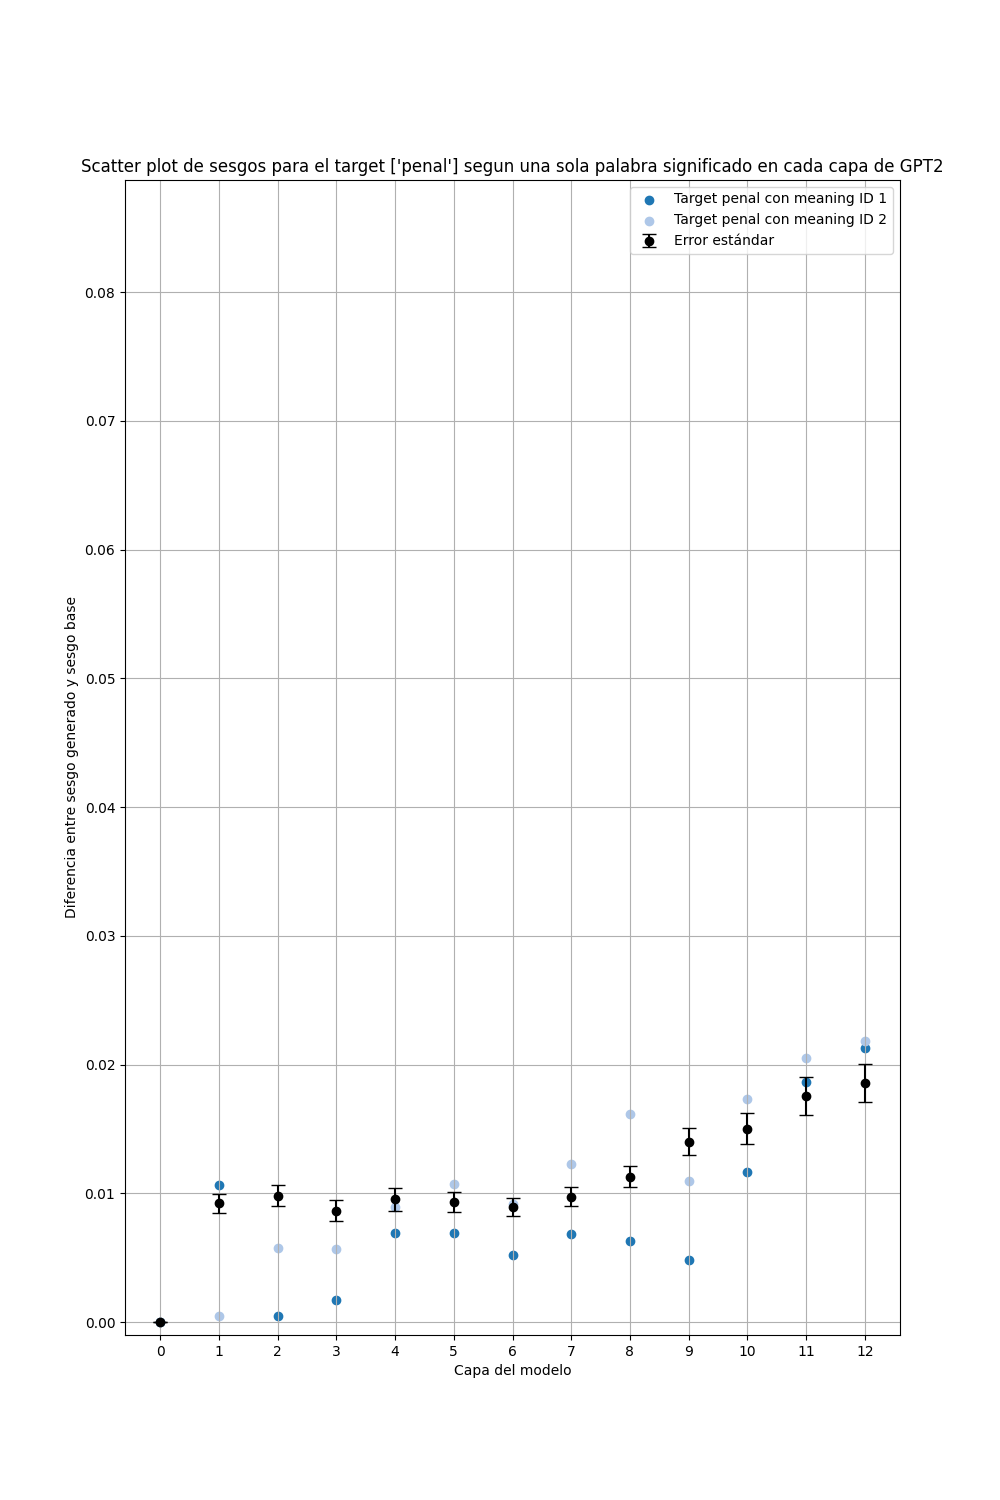 Scatter plot de sesgos para el target ['penal'] segun una sola palabra significado en cada capa de GPT2
Target penal con meaning ID 1
Target penal con meaning ID 2
Error estándar
0.08
0.07
0.06
0.05
0.04
0.03
0.02
0.01
0.00
Diferencia entre sesgo generado y sesgo base
0 1 2 3 4 5 6 7 8 9 10 11 12
Capa del modelo